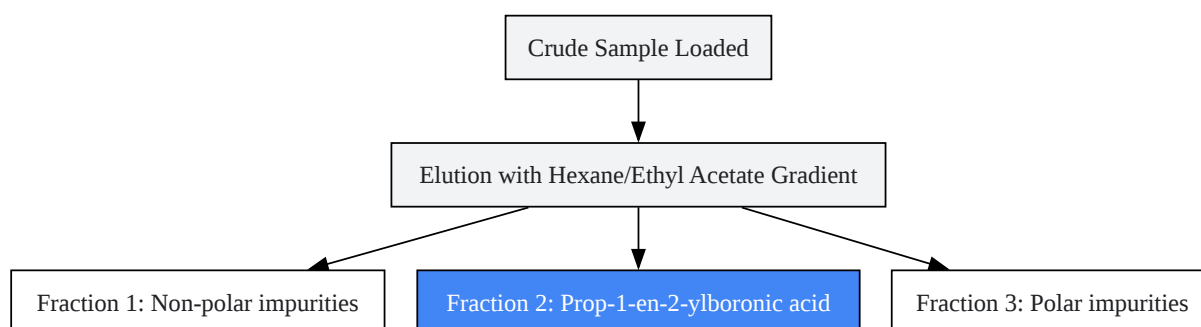 Crude Sample Loaded
Elution with Hexane/Ethyl Acetate Gradient
Fraction 1: Non-polar impurities
Fraction 2: Prop-1-en-2-ylboronic acid
Fraction 3: Polar impurities